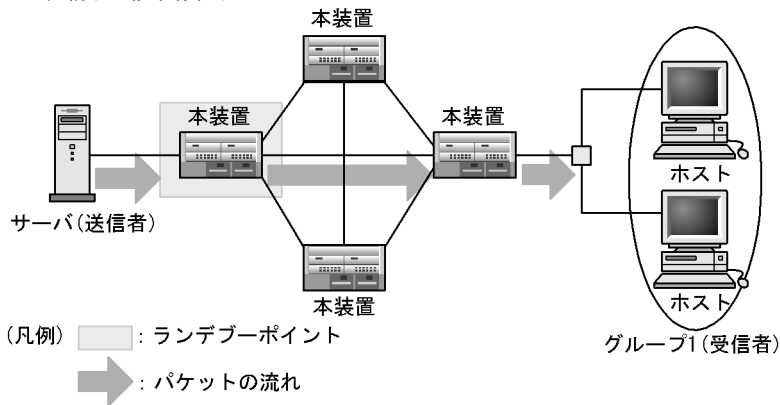 本装置
本装置
本装置
本装置
サーバ(送信者)
ホスト
ホスト
グループ1(受信者)
(凡例)
: ランデブーポイント
: パケットの流れ